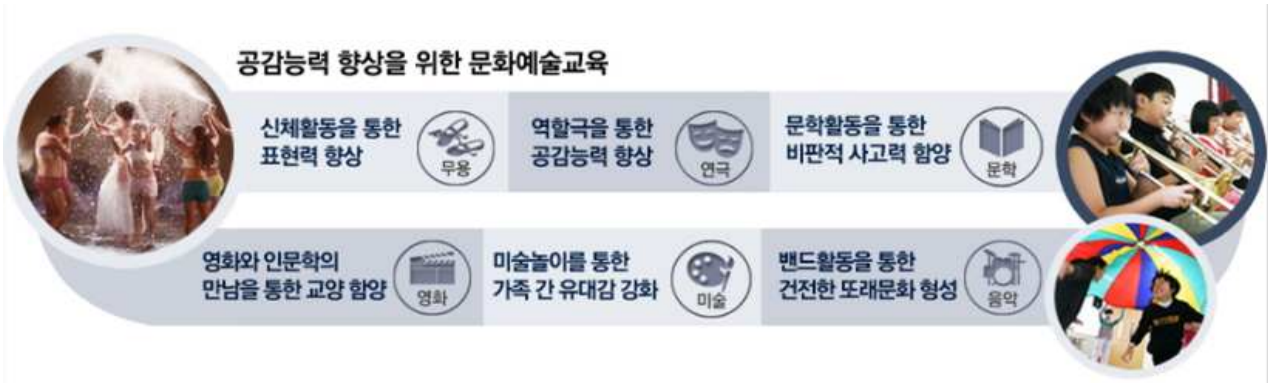 공감능력 향상을 위한 문화예술교육
신체활동을 통한
표현력 향상
무용
역할극을 통한
공감능력 향상
연극
문학활동을 통한
비판적 사고력 함양
문학
영화와 인문학의
만남을 통한 교양 함양
영화
미술놀이를 통한
가족 간 유대감 강화
미술
밴드활동을 통한
건전한 또래문화 형성
음악